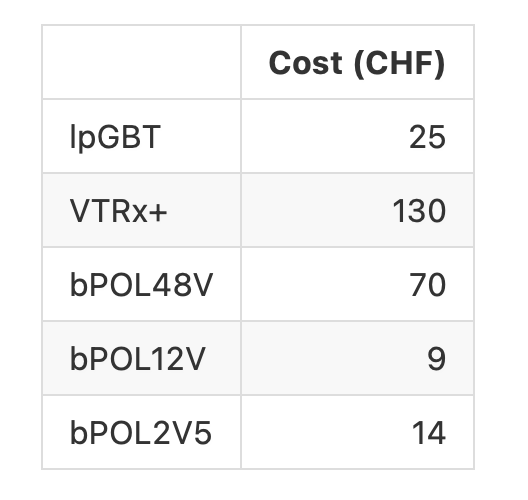 Cost (CHF)
lpGBT 25
VTRx+ 130
bPOL48V 70
bPOL12V 9
bPOL2V5 14